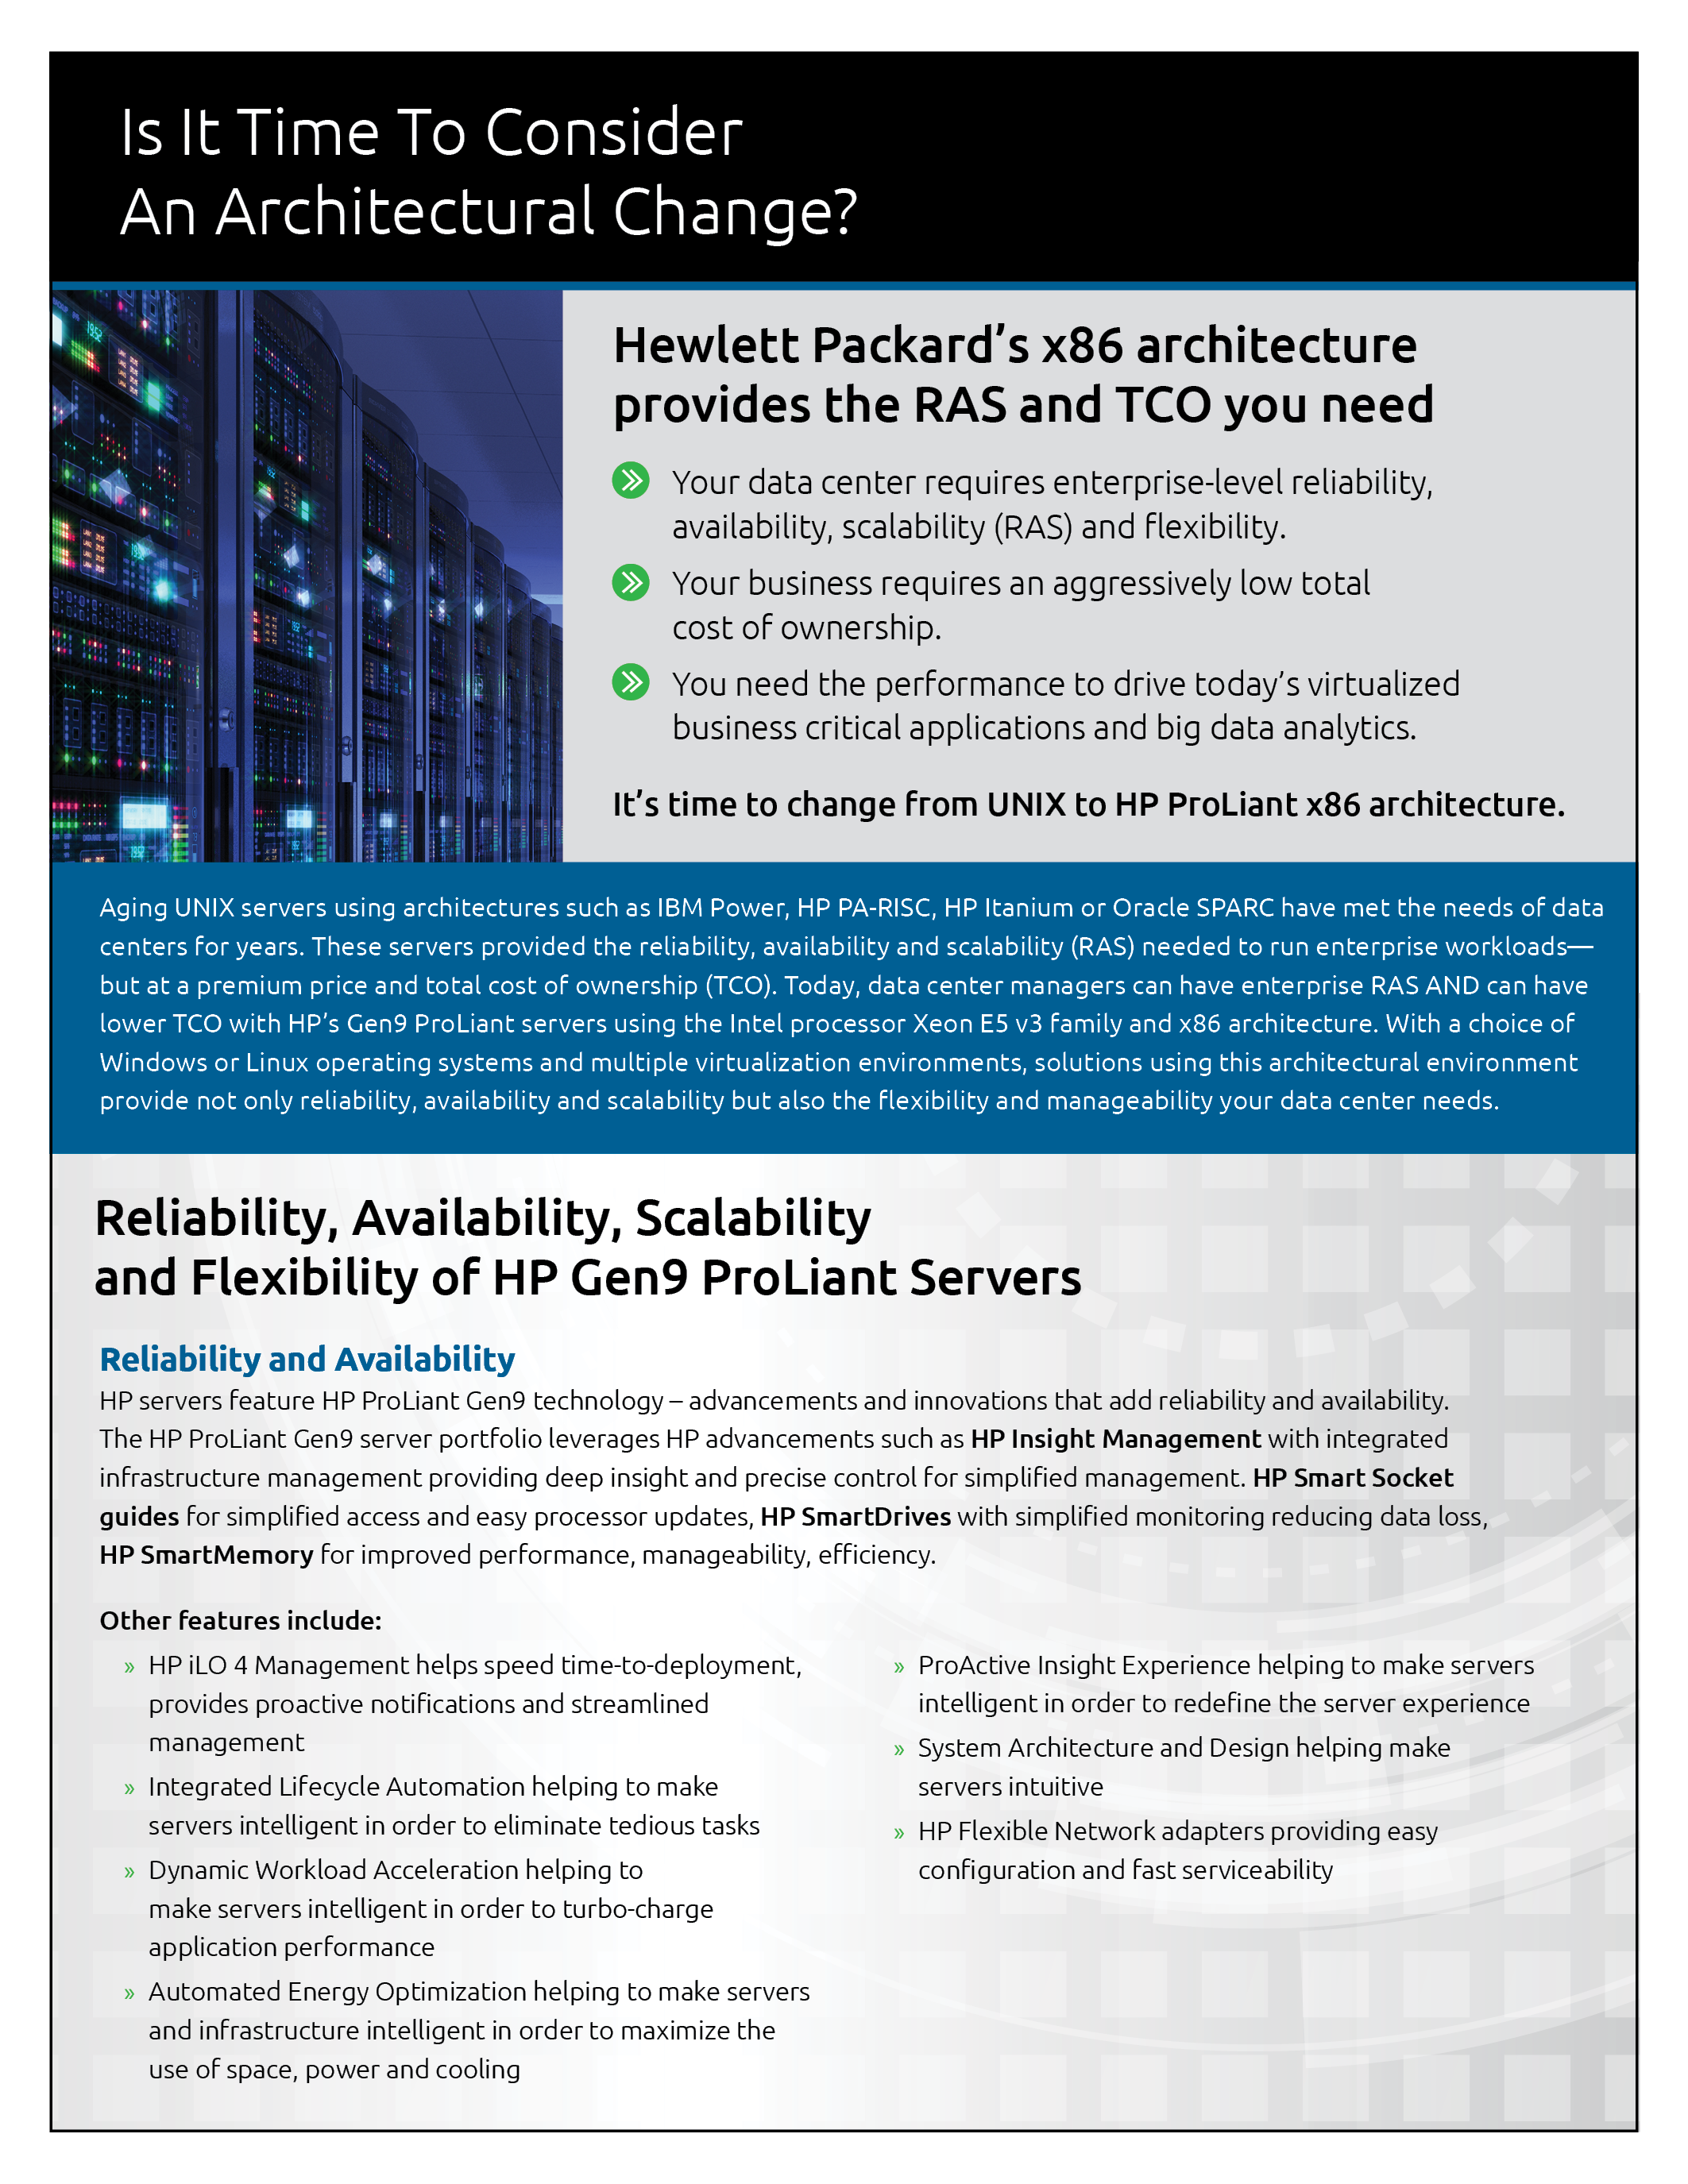 Is It Time To Consider
An Architectural Change?
Hewlett Packard’s x86 architecture
provides the RAS and TCO you need
Your data center requires enterprise-level reliability,
availability, scalability (RAS) and flexibility.
Your business requires an aggressively low total
cost of ownership.
You need the performance to drive today’s virtualized
business critical applications and big data analytics.
It’s time to change from UNIX to HP ProLiant x86 architecture.
Aging UNIX servers using architectures such as IBM Power, HP PA-RISC, HP Itanium or Oracle SPARC have met the needs of data
centers for years. These servers provided the reliability, availability and scalability (RAS) needed to run enterprise workloads—
but at a premium price and total cost of ownership (TCO). Today, data center managers can have enterprise RAS AND can have
lower TCO with HP’s Gen9 ProLiant servers using the Intel processor Xeon E5 v3 family and x86 architecture. With a choice of
Windows or Linux operating systems and multiple virtualization environments, solutions using this architectural environment
provide not only reliability, availability and scalability but also the flexibility and manageability your data center needs.
Reliability, Availability, Scalability
and Flexibility of HP Gen9 ProLiant Servers
Reliability and Availability
HP servers feature HP ProLiant Gen9 technology – advancements and innovations that add reliability and availability.
The HP ProLiant Gen9 server portfolio leverages HP advancements such as HP Insight Management with integrated
infrastructure management providing deep insight and precise control for simplified management. HP Smart Socket
guides for simplified access and easy processor updates, HP SmartDrives with simplified monitoring reducing data loss,
HP SmartMemory for improved performance, manageability, efficiency.
Other features include:
» HP iLO 4 Management helps speed time-to-deployment,
provides proactive notifications and streamlined
management
» Integrated Lifecycle Automation helping to make
servers intelligent in order to eliminate tedious tasks
» Dynamic Workload Acceleration helping to
make servers intelligent in order to turbo-charge
application performance
» Automated Energy Optimization helping to make servers
and infrastructure intelligent in order to maximize the
use of space, power and cooling
» ProActive Insight Experience helping to make servers
intelligent in order to redefine the server experience
» System Architecture and Design helping make
servers intuitive
» HP Flexible Network adapters providing easy
configuration and fast serviceability